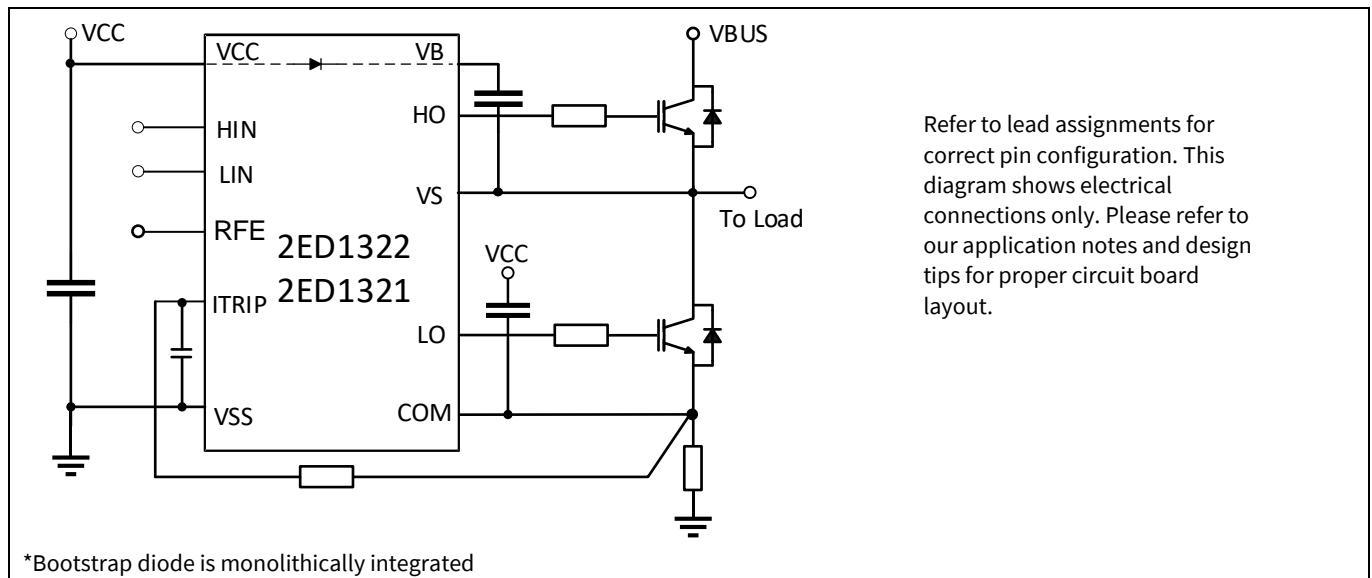 VCC
VBUS
VCC
VB
HO
HIN
LIN
VS
To Load
RFE
2ED1322
VCC
2ED1321
ITRIP
LO
VSS
COM
Refer to lead assignments for
correct pin configuration. This
diagram shows electrical
connections only. Please refer to
our application notes and design
tips for proper circuit board
layout.
*Bootstrap diode is monolithically integrated